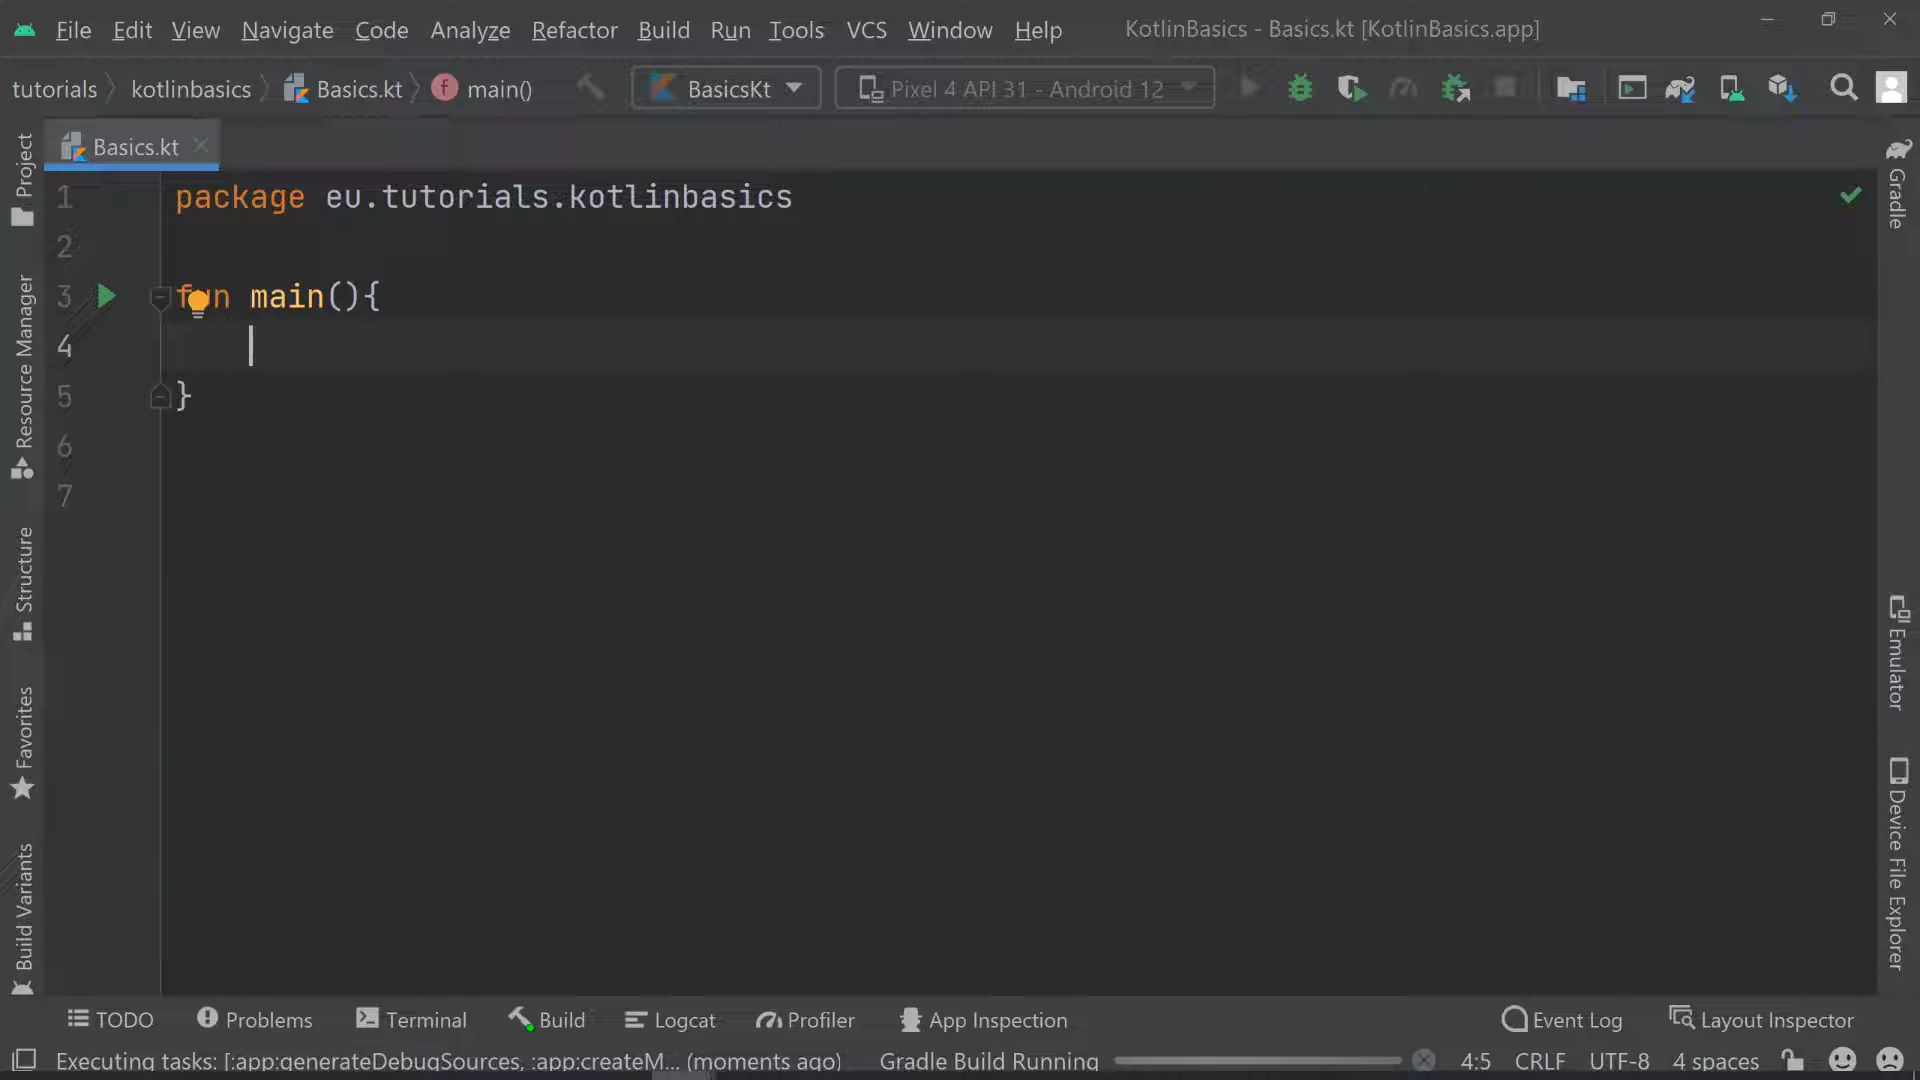 File Edit View Navigate Code Analyze Refactor Build Run Tools VCS Window Help KotlinBasics - Basics.kt [KotlinBasics.app]
tutorials kotlinbasics Basics.kt f main() BasicsKt Pixel 4 API 31 - Android 12
Basics.kt
1 package eu.tutorials.kotlinbasics
2
3 fun main(){
4
5 }
6
7
Project
Resource Manager
Structure
Favorites
Build Variants
Gradle
Emulator
Device File Explorer
TODO Problems Terminal Build Logcat Profiler App Inspection Event Log Layout Inspector
Executing tasks: [:app:generateDebugSources, :app:createM... (moments ago) Gradle Build Running 4:5 CRLF UTF-8 4 spaces